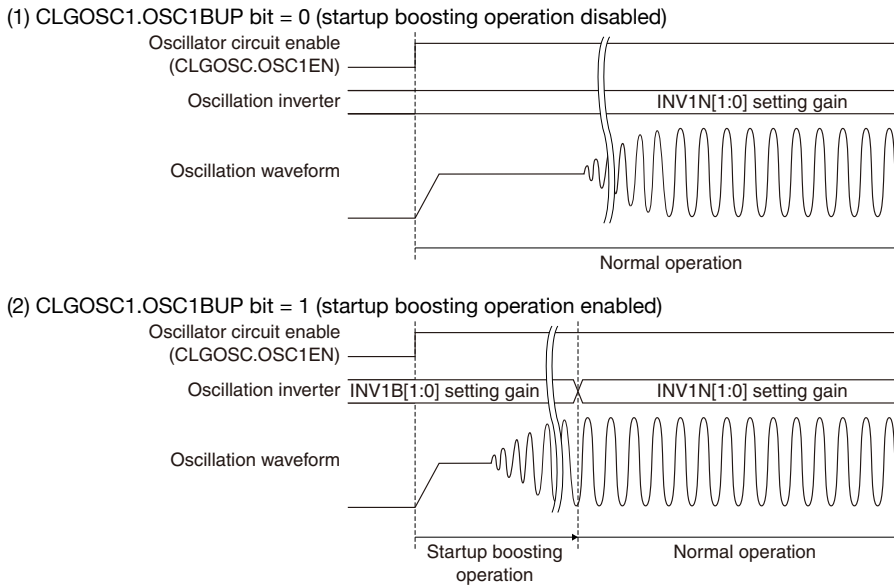 (1) CLGOSC1.OSC1BUP bit = 0 (startup boosting operation disabled)
Oscillator circuit enable
(CLGOSC.OSC1EN)
Oscillation inverter
INV1N[1:0] setting gain
Oscillation waveform
Normal operation
(2) CLGOSC1.OSC1BUP bit = 1 (startup boosting operation enabled)
Oscillator circuit enable
(CLGOSC.OSC1EN)
Oscillation inverter
INV1B[1:0] setting gain
INV1N[1:0] setting gain
Oscillation waveform
Startup boosting
operation
Normal operation